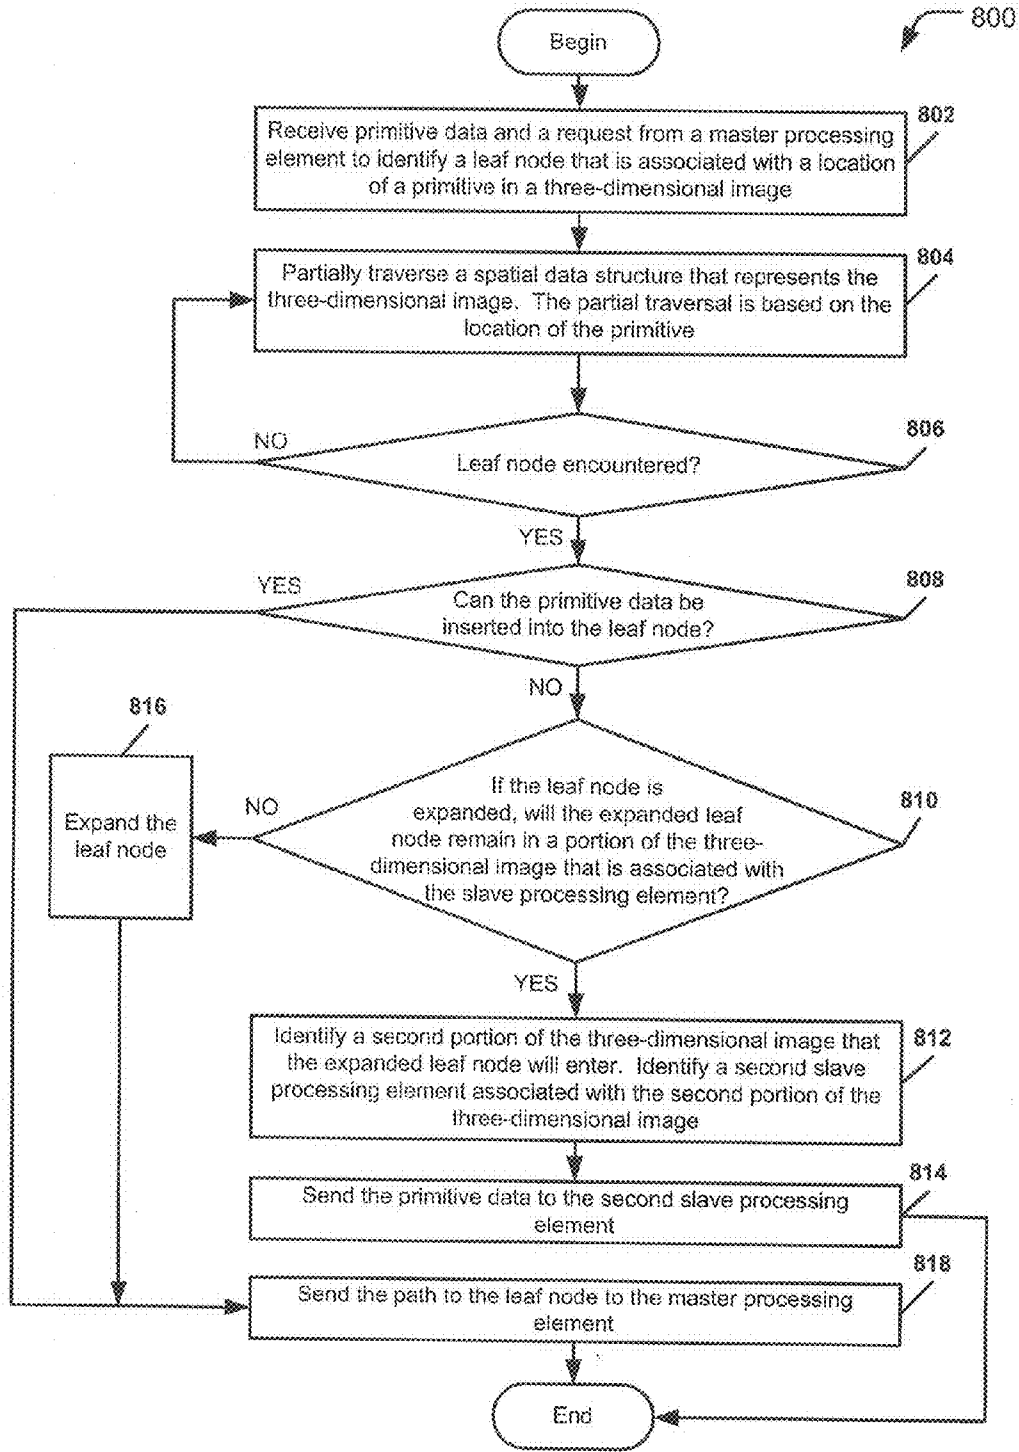 800
Begin
802
Receive primitive data and a request from a master processing
element to identify a leaf node that is associated with a location
of a primitive in a three-dimensional image
804
Partially traverse a spatial data structure that represents the
three-dimensional image. The partial traversal is based on the
location of the primitive
806
NO
Leaf node encountered?
YES
808
YES
Can the primitive data be
inserted into the leaf node?
NO
816
Expand the
leaf node
810
NO
If the leaf node is
expanded, will the expanded leaf
node remain in a portion of the three-
dimensional image that is associated with
the slave processing element?
YES
812
Identify a second portion of the three-dimensional image that
the expanded leaf node will enter. Identify a second slave
processing element associated with the second portion of the
three-dimensional image
814
Send the primitive data to the second slave processing
element
818
Send the path to the leaf node to the master processing
element
End